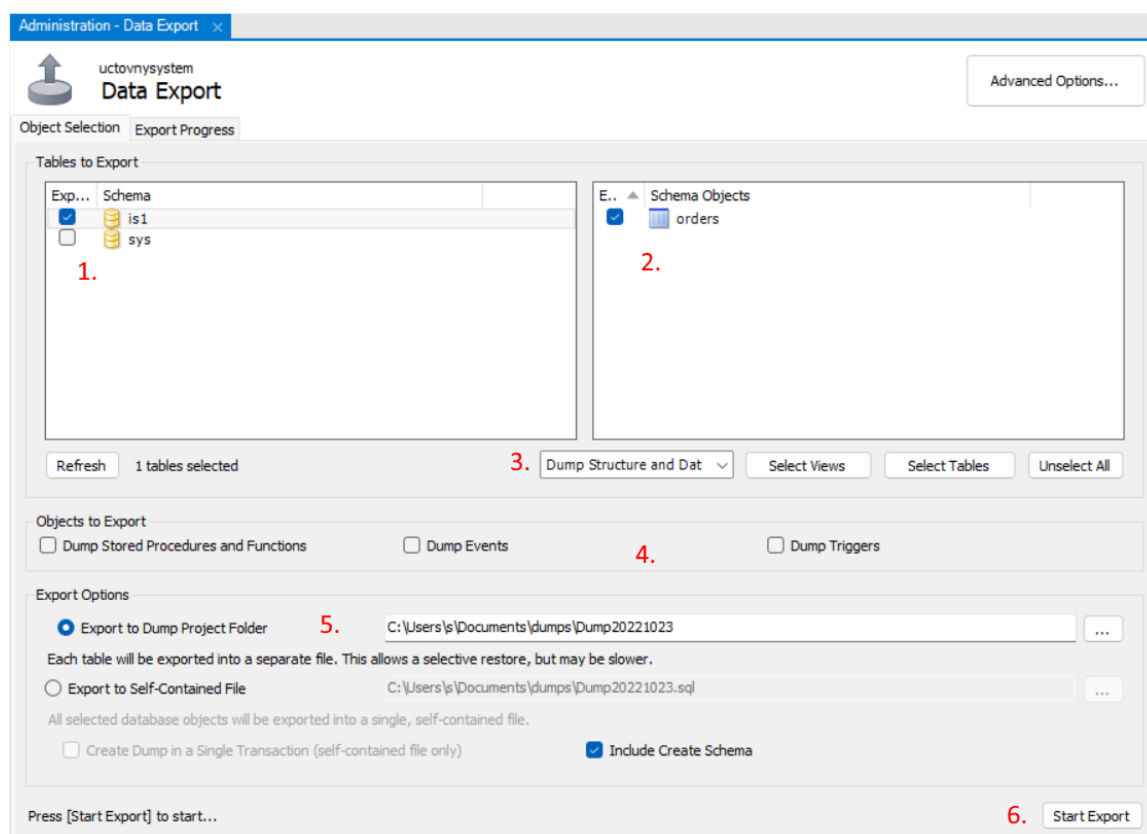 Administration - Data Export ×
uctovnysystem
Data Export
Advanced Options...
Object Selection Export Progress
Tables to Export
Exp... Schema
is1
sys
1.
E.. Schema Objects
orders
2.
Refresh 1 tables selected 3. Dump Structure and Dat Select Views Select Tables Unselect All
Objects to Export
Dump Stored Procedures and Functions Dump Events 4. Dump Triggers
Export Options
Export to Dump Project Folder 5. C:\Users\s\Documents\dumps\Dump20221023 ...
Each table will be exported into a separate file. This allows a selective restore, but may be slower.
Export to Self-Contained File C:\Users\s\Documents\dumps\Dump20221023.sql ...
All selected database objects will be exported into a single, self-contained file.
Create Dump in a Single Transaction (self-contained file only) Include Create Schema
Press [Start Export] to start... 6. Start Export